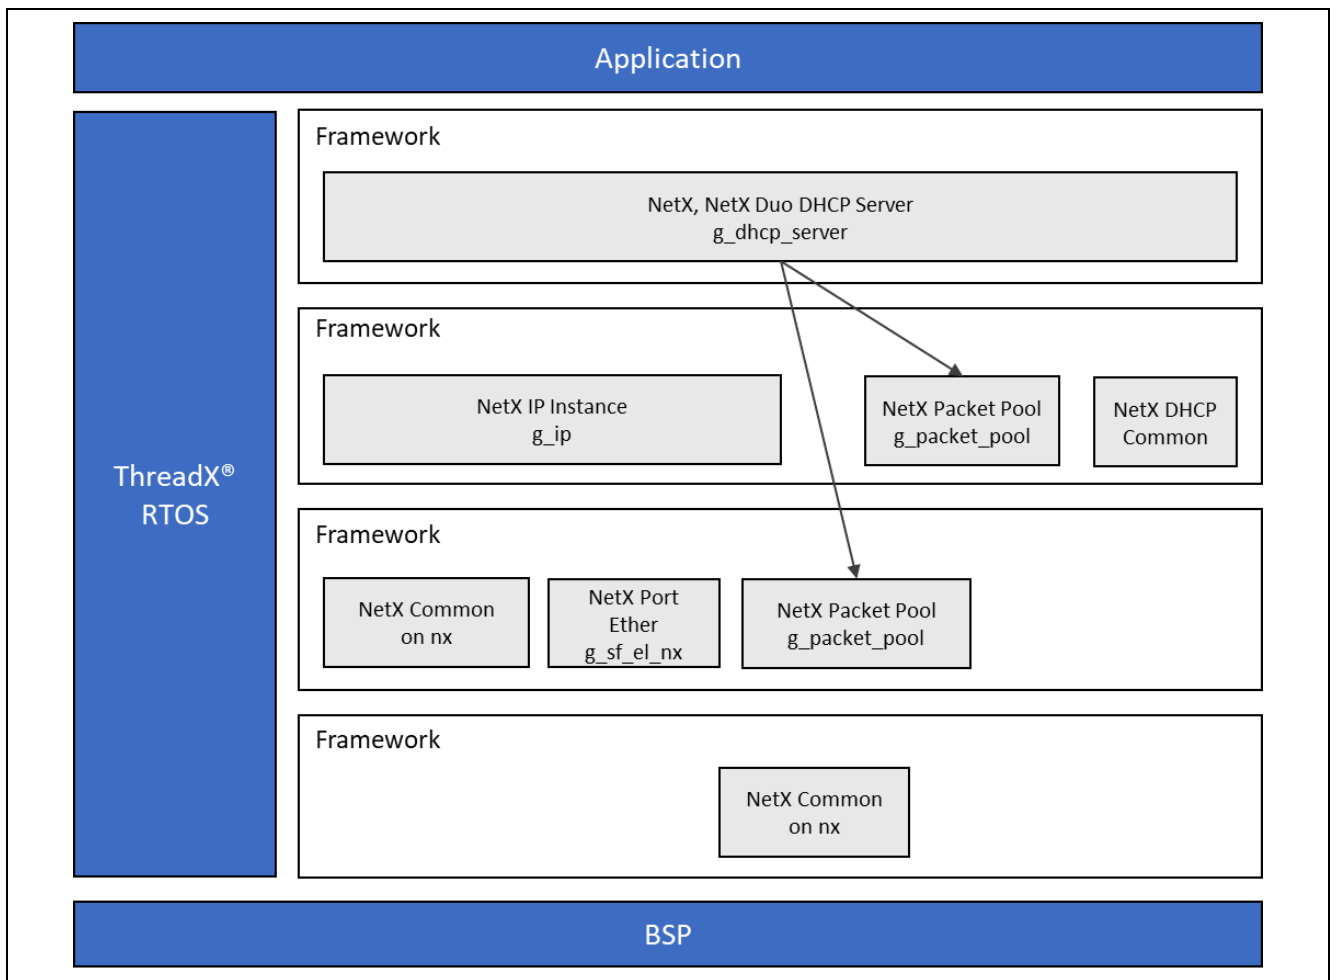 Application
ThreadX®
RTOS
Framework
NetX, NetX Duo DHCP Server
g_dhcp_server
Framework
NetX IP Instance
g_ip
NetX Packet Pool
g_packet_pool
NetX DHCP
Common
Framework
NetX Common
on nx
NetX Port
Ether
g_sf_el_nx
NetX Packet Pool
g_packet_pool
Framework
NetX Common
on nx
BSP